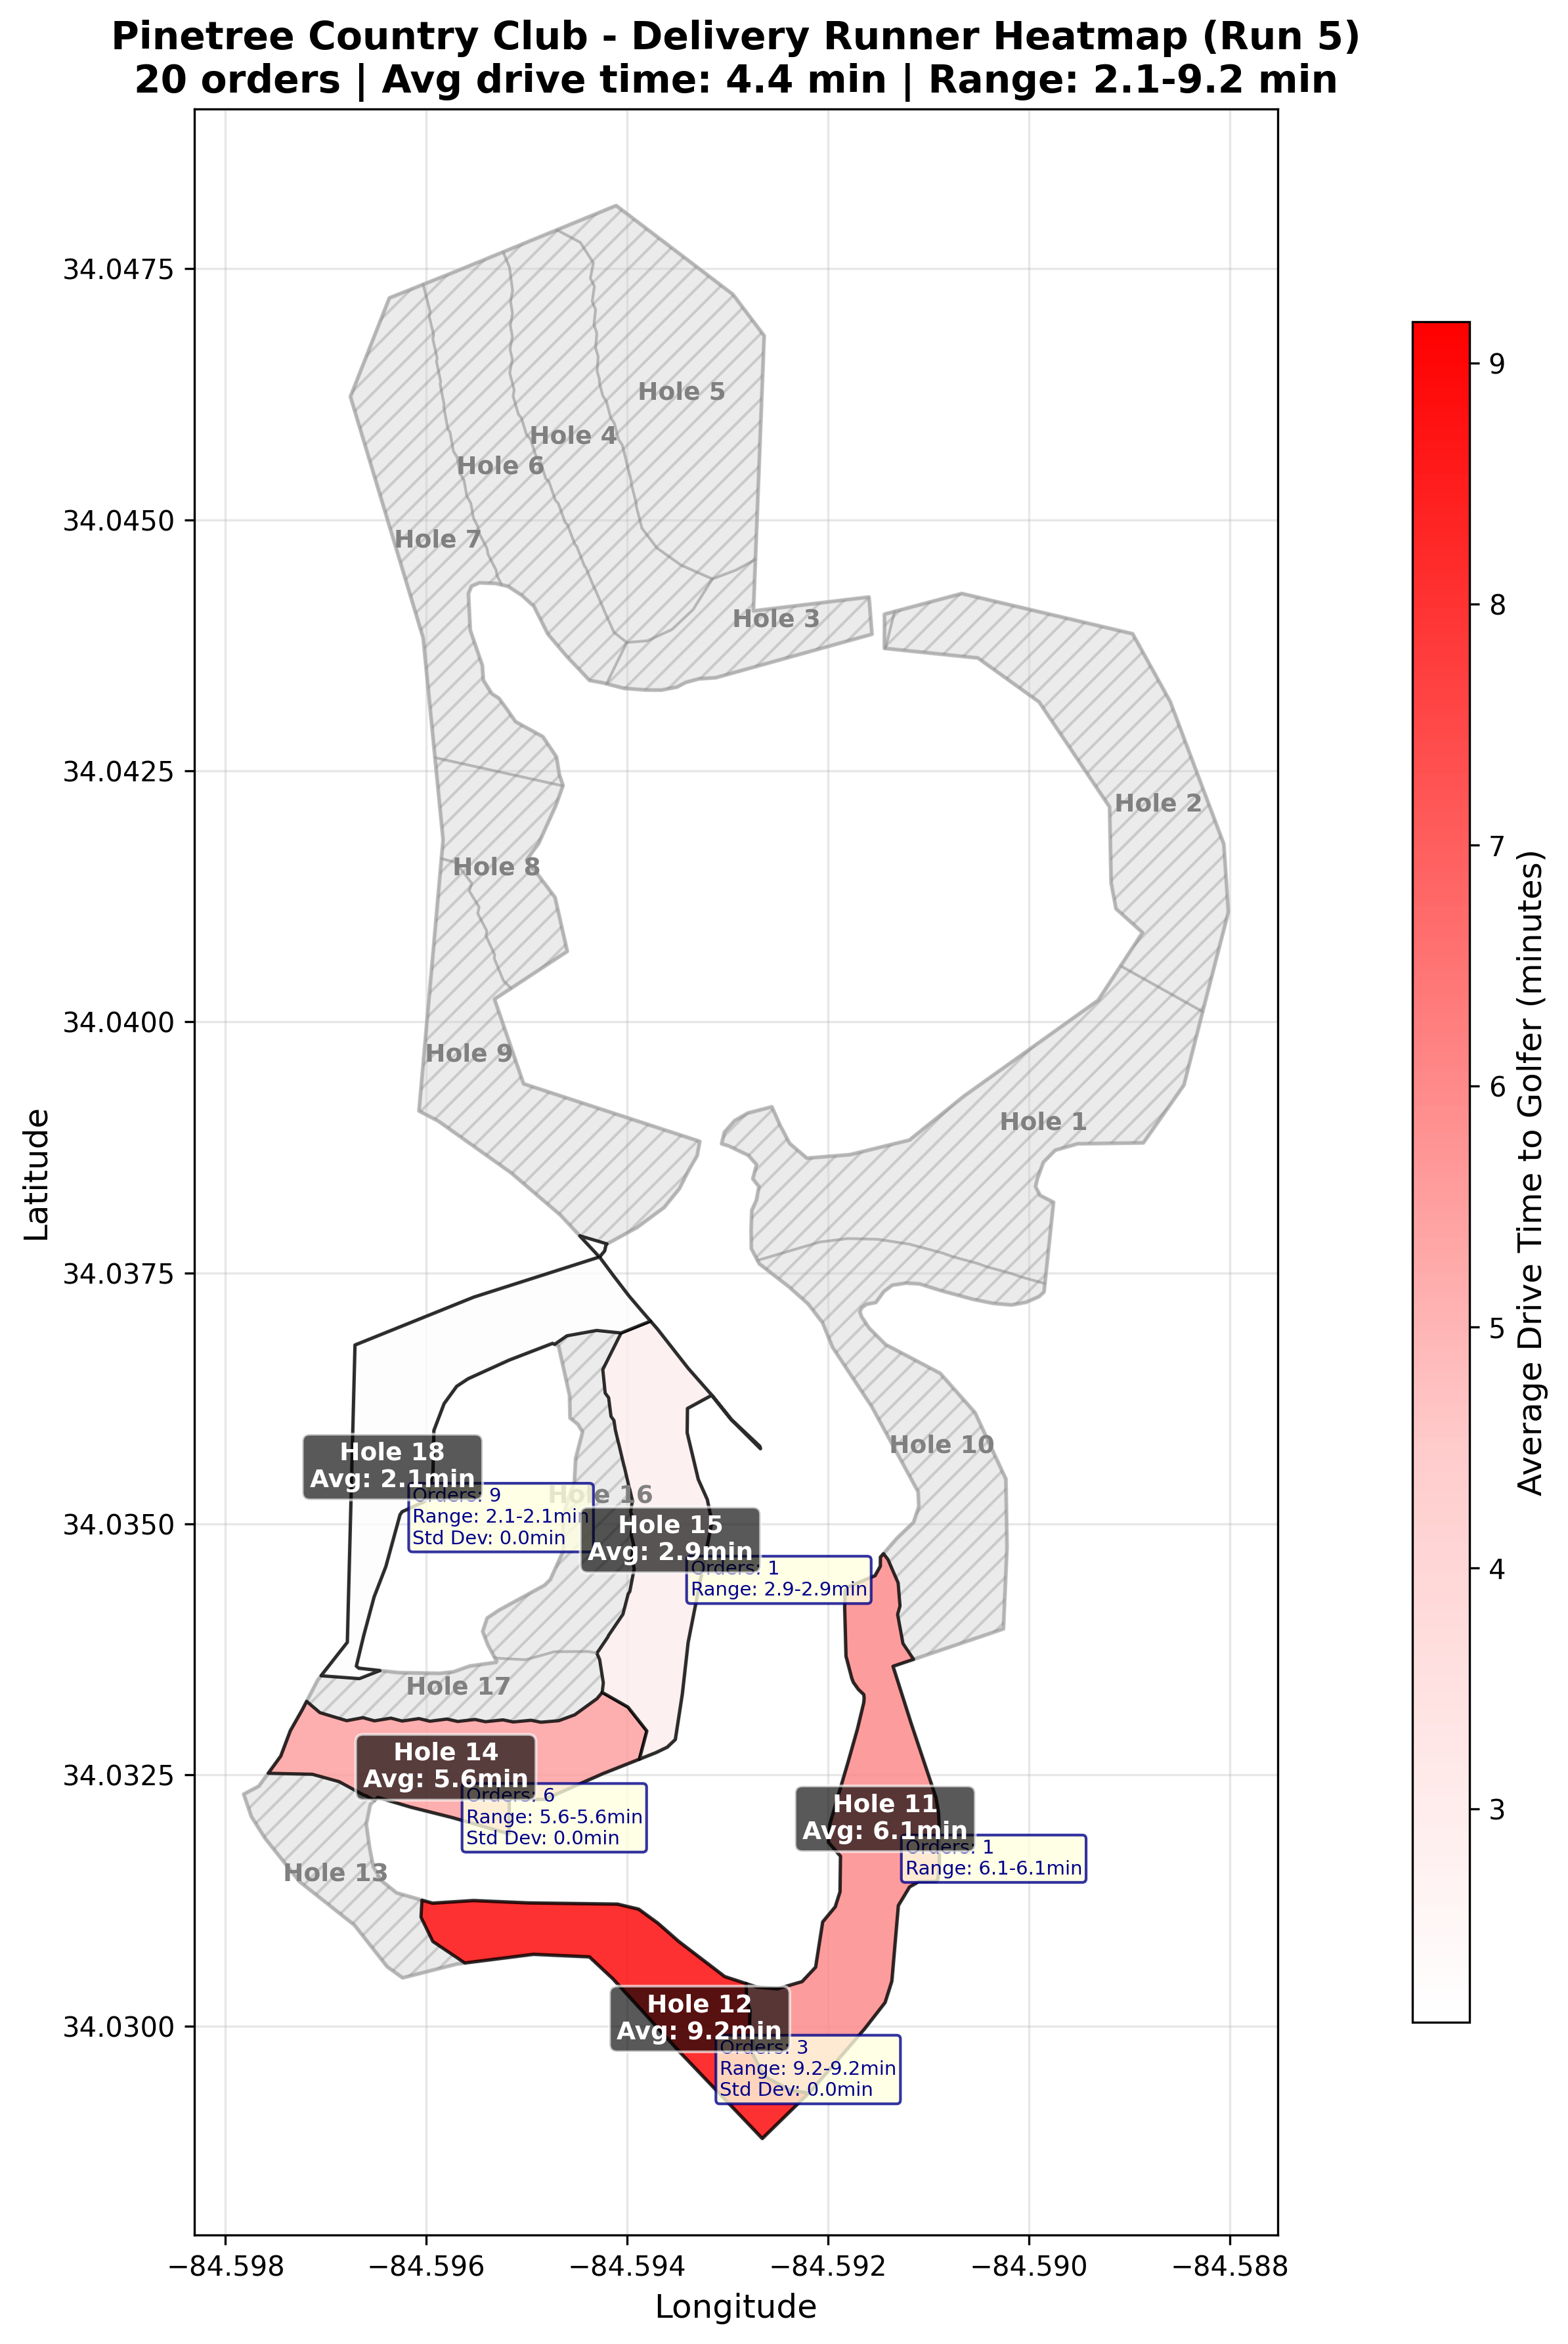 Pinetree Country Club - Delivery Runner Heatmap (Run 5)
20 orders | Avg drive time: 4.4 min | Range: 2.1-9.2 min
34.0475
34.0450
34.0425
34.0400
34.0375
34.0350
34.0325
34.0300
Latitude
−84.598
−84.596
−84.594
−84.592
−84.590
−84.588
Longitude
Hole 5
Hole 4
Hole 6
Hole 7
Hole 3
Hole 2
Hole 8
Hole 9
Hole 1
Hole 10
Hole 18
Avg: 2.1min
Orders: 9
Range: 2.1-2.1min
Std Dev: 0.0min
Hole 16
Hole 15
Avg: 2.9min
Orders: 1
Range: 2.9-2.9min
Hole 17
Hole 14
Avg: 5.6min
Orders: 6
Range: 5.6-5.6min
Std Dev: 0.0min
Hole 11
Avg: 6.1min
Orders: 1
Range: 6.1-6.1min
Hole 13
Hole 12
Avg: 9.2min
Orders: 3
Range: 9.2-9.2min
Std Dev: 0.0min
9
8
7
6
5
4
3
Average Drive Time to Golfer (minutes)